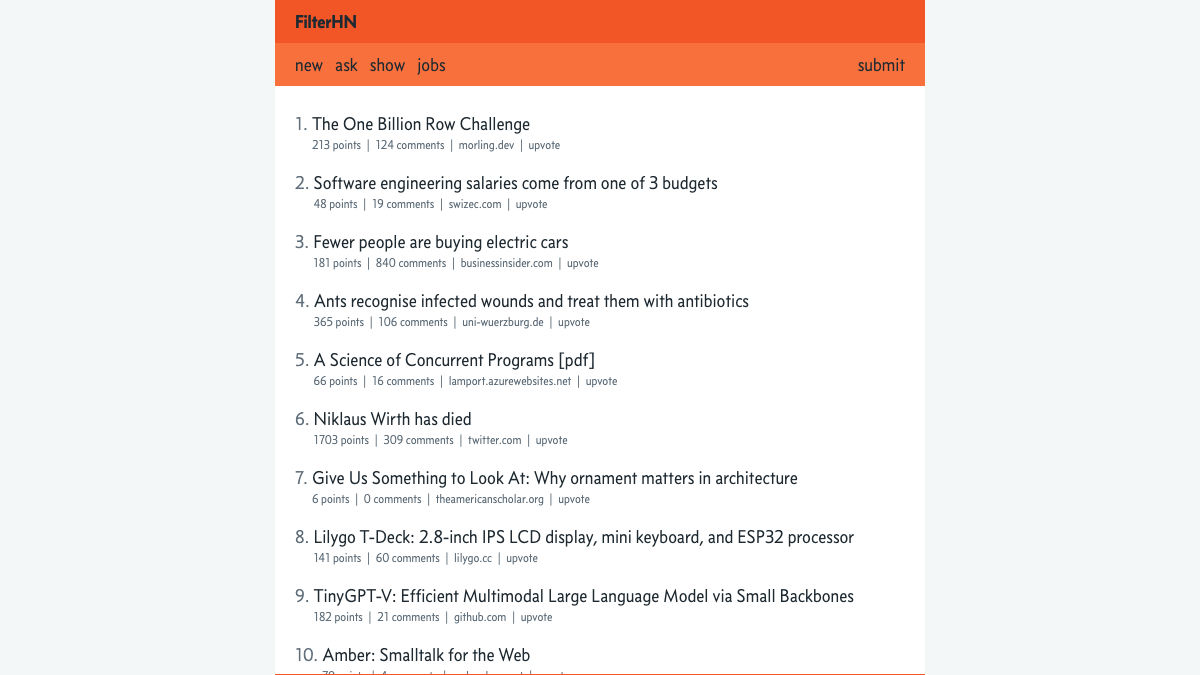 FilterHN
new ask show jobs submit
1. The One Billion Row Challenge
213 points | 124 comments | morling.dev | upvote
2. Software engineering salaries come from one of 3 budgets
48 points | 19 comments | swizec.com | upvote
3. Fewer people are buying electric cars
181 points | 840 comments | businessinsider.com | upvote
4. Ants recognise infected wounds and treat them with antibiotics
365 points | 106 comments | uni-wuerzburg.de | upvote
5. A Science of Concurrent Programs [pdf]
66 points | 16 comments | lamport.azurewebsites.net | upvote
6. Niklaus Wirth has died
1703 points | 309 comments | twitter.com | upvote
7. Give Us Something to Look At: Why ornament matters in architecture
6 points | 0 comments | theamericanscholar.org | upvote
8. Lilygo T-Deck: 2.8-inch IPS LCD display, mini keyboard, and ESP32 processor
141 points | 60 comments | lilygo.cc | upvote
9. TinyGPT-V: Efficient Multimodal Large Language Model via Small Backbones
182 points | 21 comments | github.com | upvote
10. Amber: Smalltalk for the Web